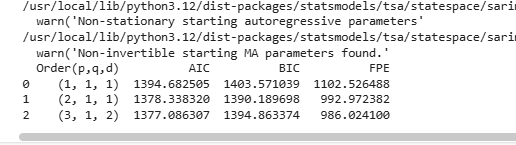 /usr/local/lib/python3.12/dist-packages/statsmodels/tsa/statespace/sarim
warn('Non-stationary starting autoregressive parameters'
/usr/local/lib/python3.12/dist-packages/statsmodels/tsa/statespace/sarim
warn('Non-invertible starting MA parameters found.'
Order(p,q,d) AIC BIC FPE
0 (1, 1, 1) 1394.682505 1403.571039 1102.526488
1 (2, 1, 1) 1378.338320 1390.189698 992.972382
2 (3, 1, 2) 1377.086307 1394.863374 986.024100